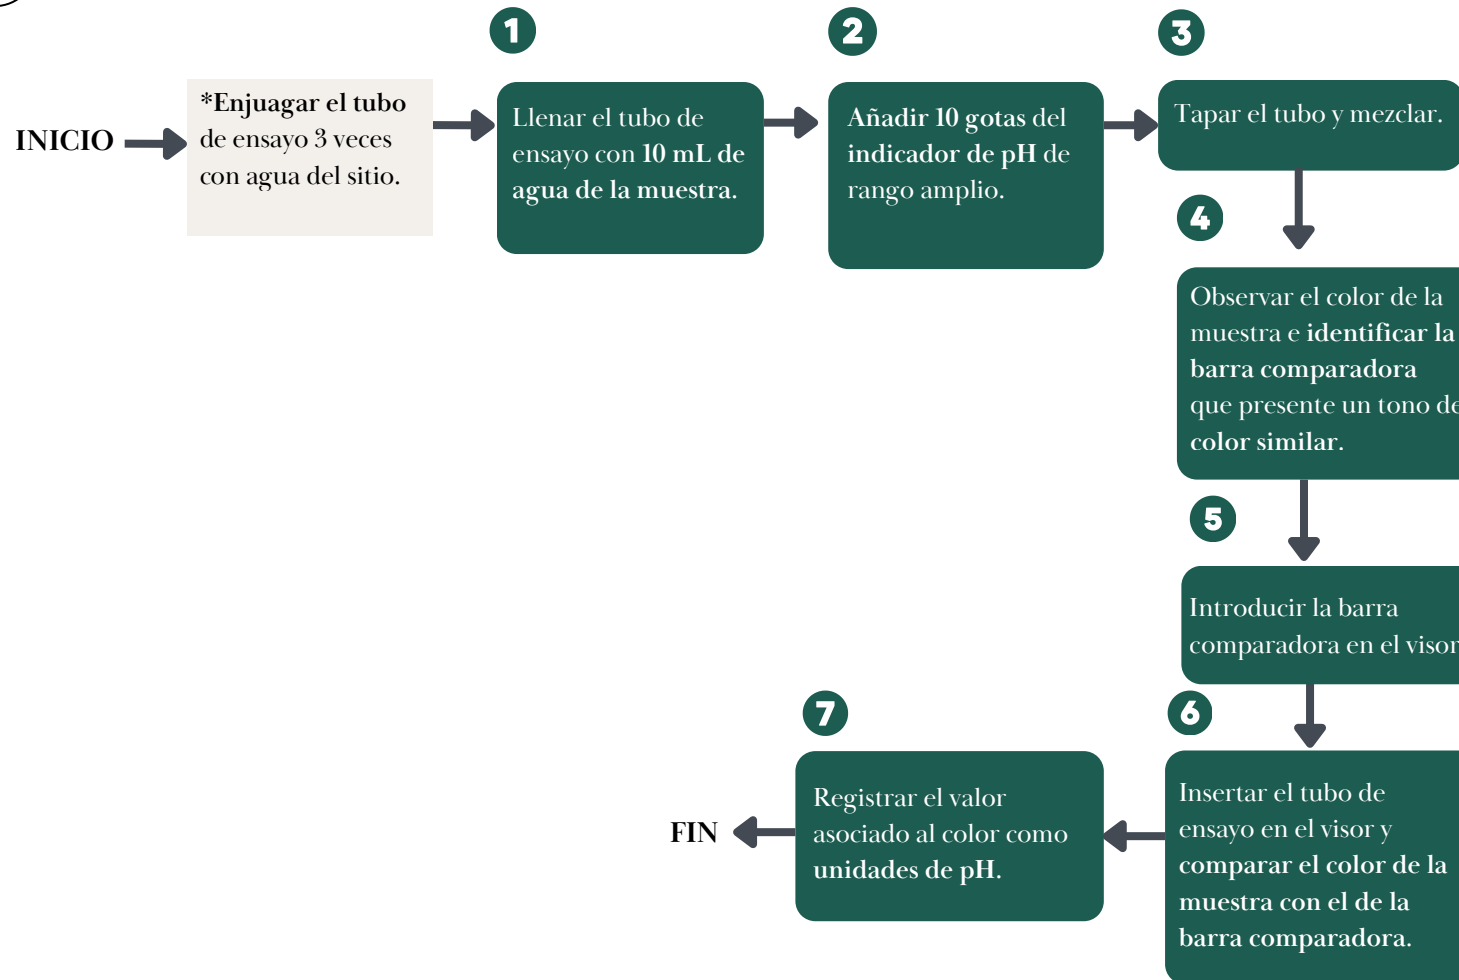 INICIO
*Enjuagar el tubo
de ensayo 3 veces
con agua del sitio.
1
Llenar el tubo de
ensayo con 10 mL de
agua de la muestra.
2
Añadir 10 gotas del
indicador de pH de
rango amplio.
3
Tapar el tubo y mezclar.
4
Observar el color de la
muestra e identificar la
barra comparadora
que presente un tono de
color similar.
5
Introducir la barra
comparadora en el visor
6
Insertar el tubo de
ensayo en el visor y
comparar el color de la
muestra con el de la
barra comparadora.
7
Registrar el valor
asociado al color como
unidades de pH.
FIN